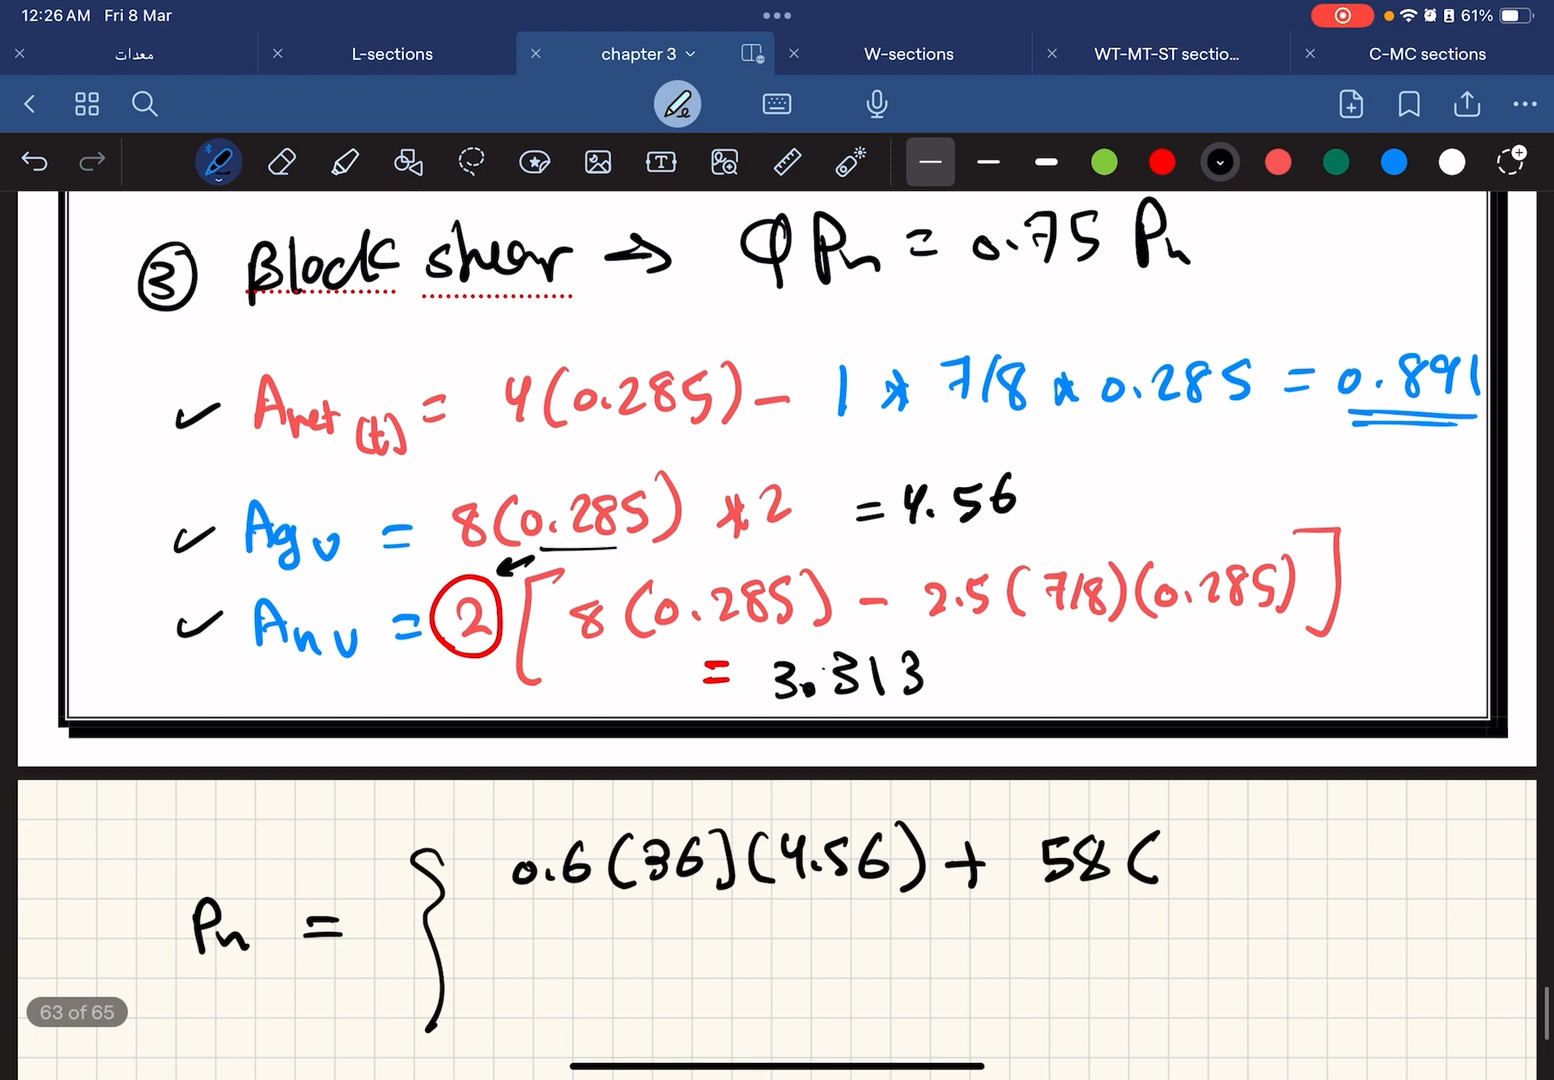 12:26 AM Fri 8 Mar 61%
معدات L-sections chapter 3 W-sections WT-MT-ST sectio... C-MC sections
③ Block shear → φPn = 0.75 Pn
✓ Anet (t) = 4(0.285) - 1 * 7/8 * 0.285 = 0.891
✓ Agv = 8(0.285) * 2 = 4.56
✓ Anv = 2 [ 8(0.285) - 2.5(7/8)(0.285) ]
= 3.313
0.6(36](4.56) + 58(
Pn = {
63 of 65